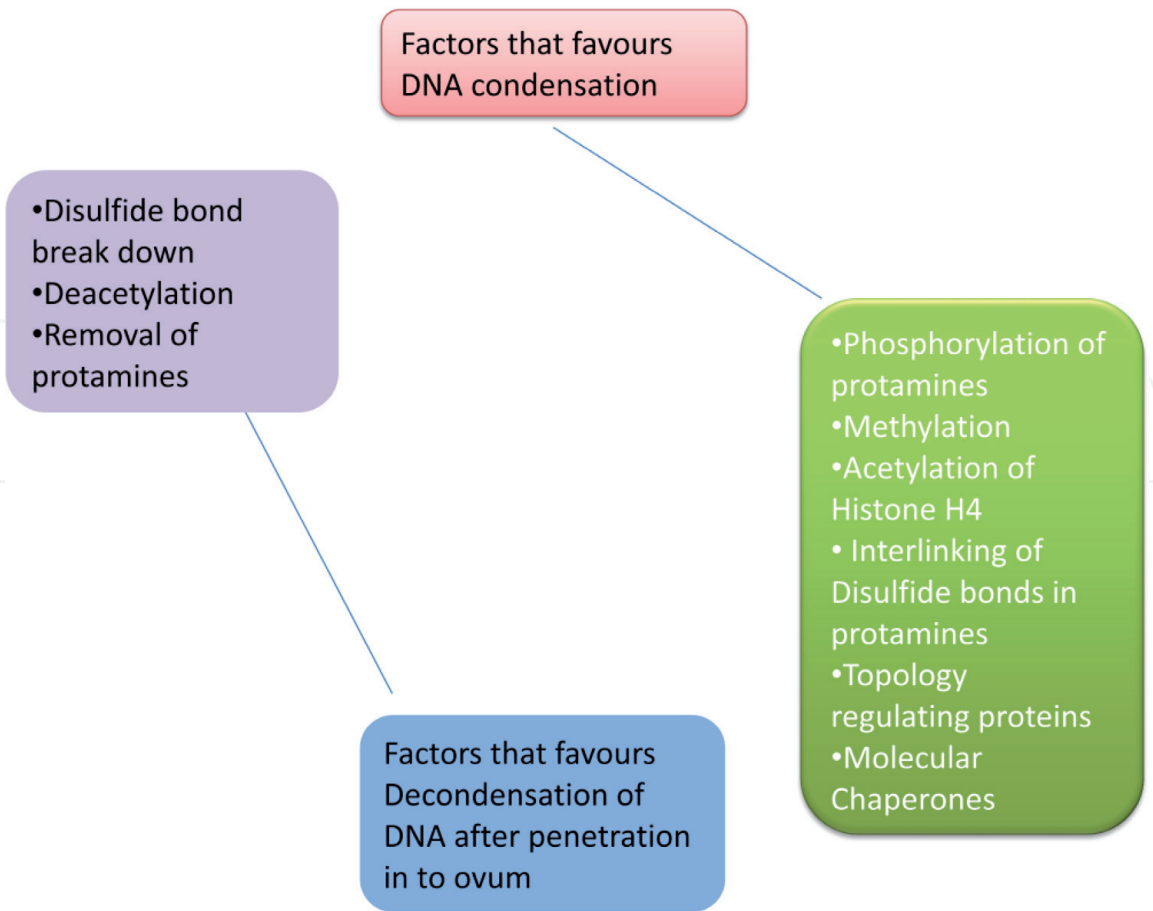 Factors that favours
DNA condensation
•Disulfide bond
break down
•Deacetylation
•Removal of
protamines
•Phosphorylation of
protamines
•Methylation
•Acetylation of
Histone H4
• Interlinking of
Disulfide bonds in
protamines
•Topology
regulating proteins
•Molecular
Chaperones
Factors that favours
Decondensation of
DNA after penetration
in to ovum